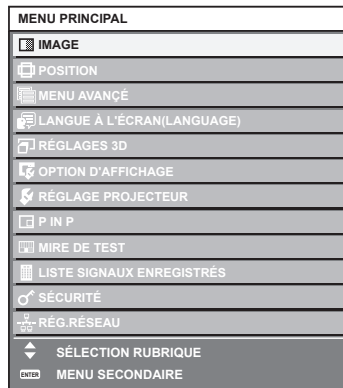 MENU PRINCIPAL
IMAGE
POSITION
MENU AVANÇÉ
LANGUE À L'ÉCRAN(LANGUAGE)
RÉGLAGES 3D
OPTION D'AFFICHAGE
RÉGLAGE PROJECTEUR
P IN P
MIRE DE TEST
LISTE SIGNAUX ENREGISTRÉS
SÉCURITÉ
RÉG.RÉSEAU
SÉLECTION RUBRIQUE
ENTER MENU SECONDAIRE